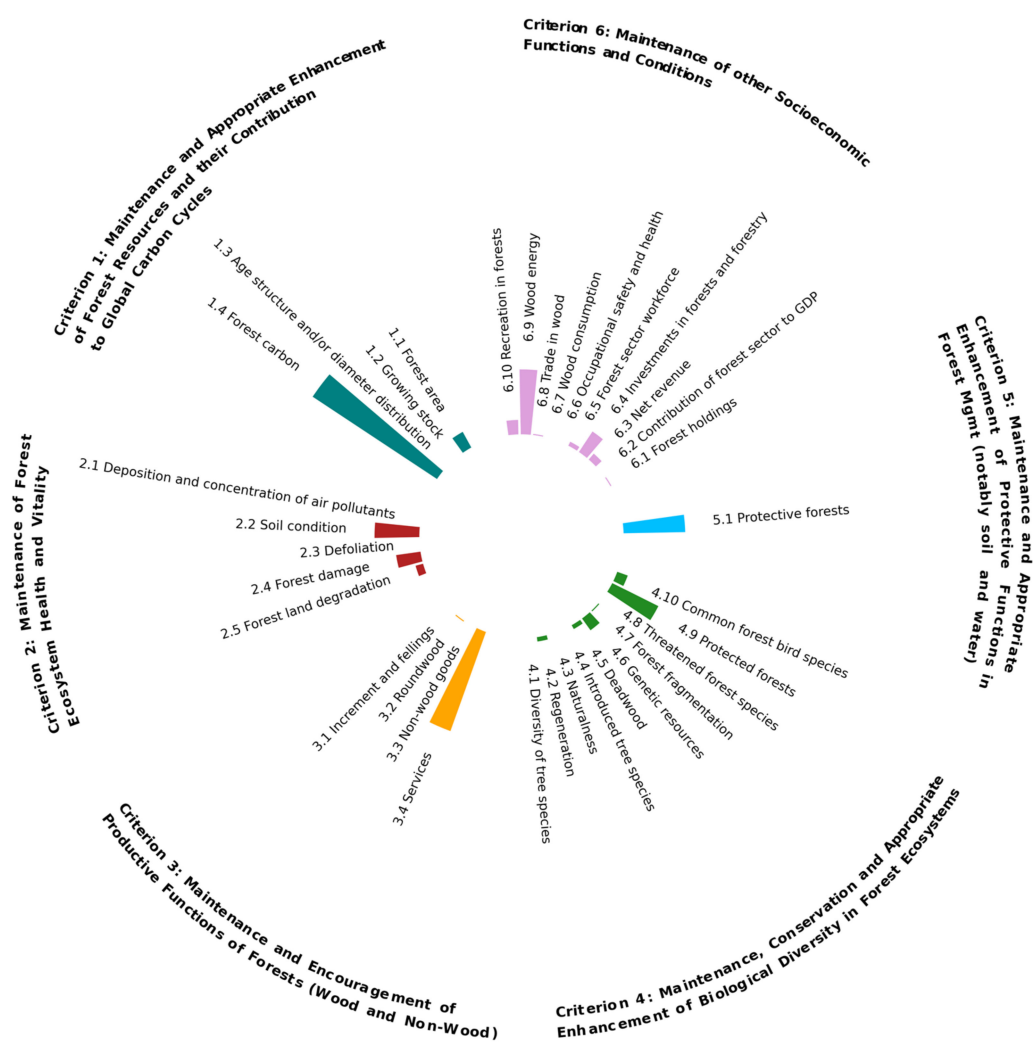 Criterion 1: Maintenance and Appropriate Enhancement
of Forest Resources and their Contribution
to Global Carbon Cycles
1.1 Forest area
1.2 Growing stock
1.3 Age structure and/or diameter distribution
1.4 Forest carbon
Criterion 2: Maintenance of Forest
Ecosystem Health and Vitality
2.1 Deposition and concentration of air pollutants
2.2 Soil condition
2.3 Defoliation
2.4 Forest damage
2.5 Forest land degradation
Criterion 3: Maintenance and Encouragement of
Productive Functions of Forests (Wood and Non-Wood)
3.1 Increment and fellings
3.2 Roundwood
3.3 Non-wood goods
3.4 Services
Criterion 4: Maintenance, Conservation and Appropriate
Enhancement of Biological Diversity in Forest Ecosystems
4.1 Diversity of tree species
4.2 Regeneration
4.3 Naturalness
4.4 Introduced tree species
4.5 Deadwood
4.6 Genetic resources
4.7 Forest fragmentation
4.8 Threatened forest species
4.9 Protected forests
4.10 Common forest bird species
Criterion 5: Maintenance and Appropriate
Enhancement of Protective Functions in
Forest Mgmt (notably soil and water)
5.1 Protective forests
Criterion 6: Maintenance of other Socioeconomic
Functions and Conditions
6.1 Forest holdings
6.2 Contribution of forest sector to GDP
6.3 Net revenue
6.4 Investments in forests and forestry
6.5 Forest sector workforce
6.6 Occupational safety and health
6.7 Wood consumption
6.8 Trade in wood
6.9 Wood energy
6.10 Recreation in forests